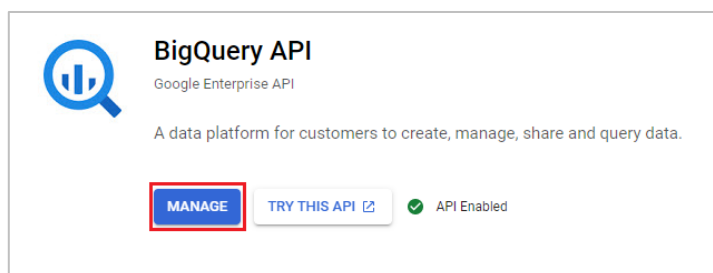 BigQuery API
Google Enterprise API
A data platform for customers to create, manage, share and query data.
MANAGE TRY THIS API API Enabled